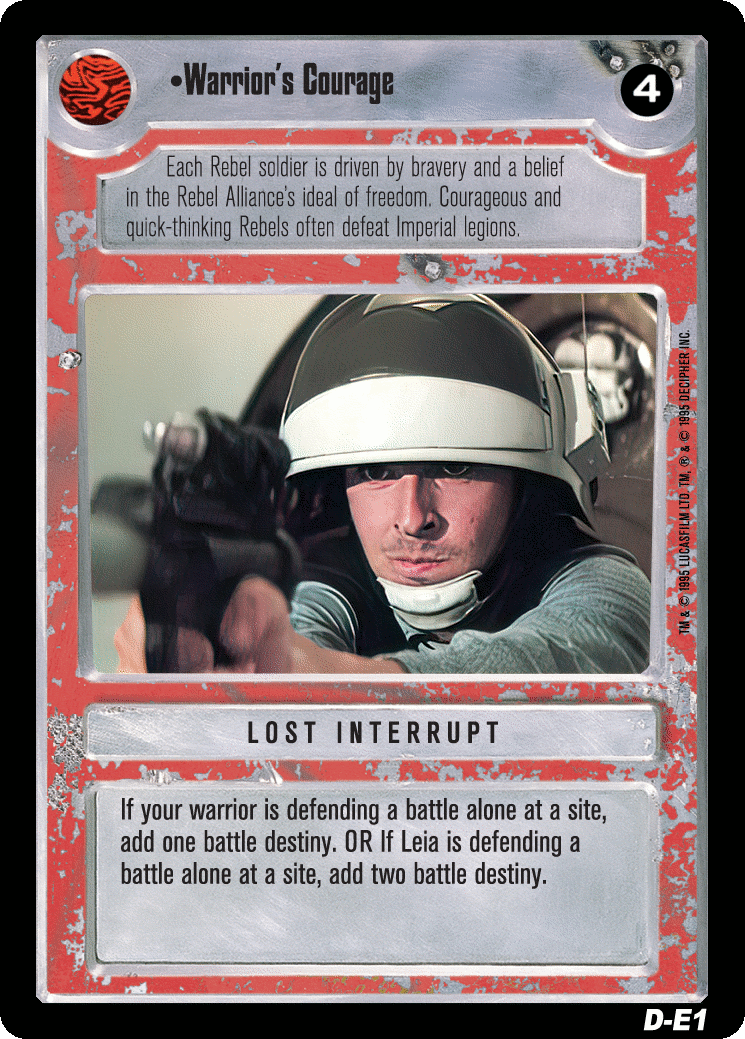 •Warrior's Courage
4
Each Rebel soldier is driven by bravery and a belief
in the Rebel Alliance's ideal of freedom. Courageous and
quick-thinking Rebels often defeat Imperial legions.
TM & © 1995 LUCASFILM LTD. TM, ® & © 1995 DECIPHER INC.
LOST INTERRUPT
If your warrior is defending a battle alone at a site,
add one battle destiny. OR If Leia is defending a
battle alone at a site, add two battle destiny.
D-E1